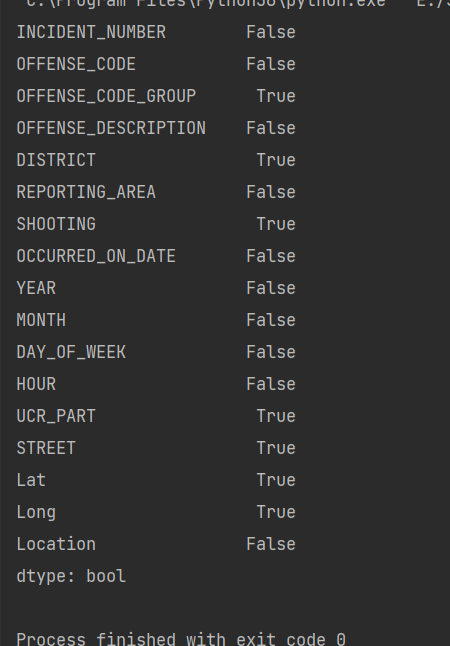 C:\Program Files\Python38\python.exe" "E:/
INCIDENT_NUMBER        False
OFFENSE_CODE           False
OFFENSE_CODE_GROUP      True
OFFENSE_DESCRIPTION    False
DISTRICT                True
REPORTING_AREA         False
SHOOTING                True
OCCURRED_ON_DATE       False
YEAR                   False
MONTH                  False
DAY_OF_WEEK            False
HOUR                   False
UCR_PART                True
STREET                  True
Lat                     True
Long                    True
Location               False
dtype: bool
Process finished with exit code 0